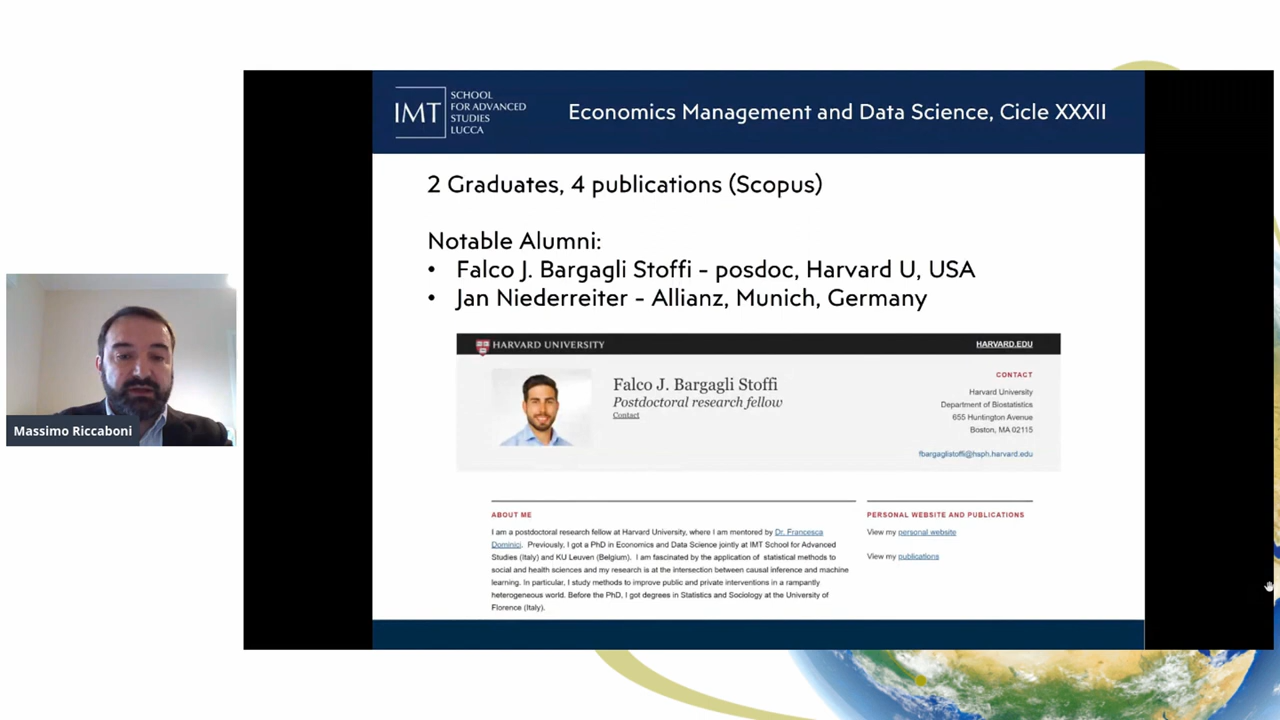 IMT
SCHOOL
FOR ADVANCED
STUDIES
LUCCA
Economics Management and Data Science, Cicle XXXII
2 Graduates, 4 publications (Scopus)
Notable Alumni:
• Falco J. Bargagli Stoffi – posdoc, Harvard U, USA
• Jan Niederreiter – Allianz, Munich, Germany
HARVARD UNIVERSITY
HARVARD.EDU
Falco J. Bargagli Stoffi
Postdoctoral research fellow
Contact
CONTACT
Harvard University
Department of Biostatistics
655 Huntington Avenue
Boston, MA 02115
fbargaglistoffi@hsph.harvard.edu
ABOUT ME
I am a postdoctoral research fellow at Harvard University, where I am mentored by Dr. Francesca
Dominici. Previously, I got a PhD in Economics and Data Science jointly at IMT School for Advanced
Studies (Italy) and KU Leuven (Belgium). I am fascinated by the application of statistical methods to
social and health sciences and my research is at the intersection between causal inference and machine
learning. In particular, I study methods to improve public and private interventions in a rampantly
heterogeneous world. Before the PhD, I got degrees in Statistics and Sociology at the University of
Florence (Italy).
PERSONAL WEBSITE AND PUBLICATIONS
View my personal website
View my publications
Massimo Riccaboni